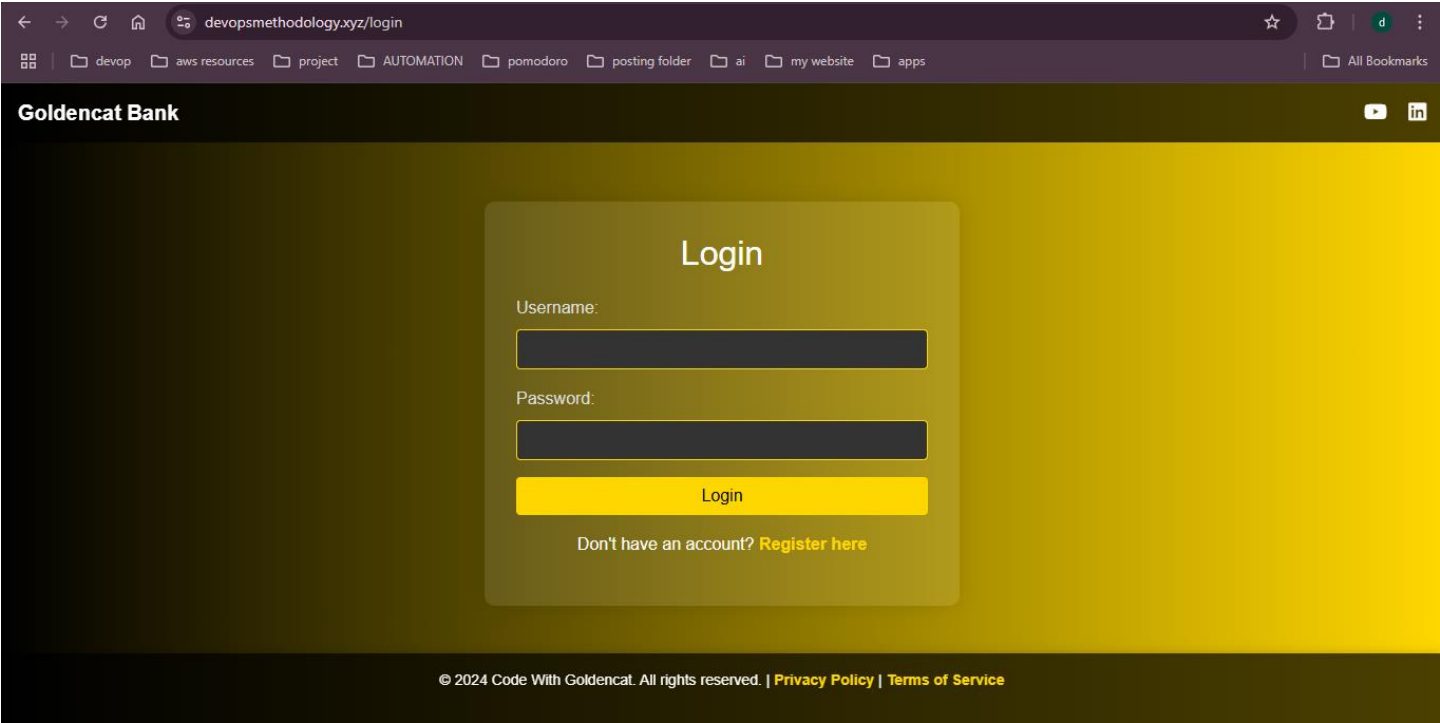 devopsmethodology.xyz/login
d
devop aws resources project AUTOMATION pomodoro posting folder ai my website apps All Bookmarks
Goldencat Bank
in
Login
Username:
Password:
Login
Don't have an account? Register here
© 2024 Code With Goldencat. All rights reserved. | Privacy Policy | Terms of Service